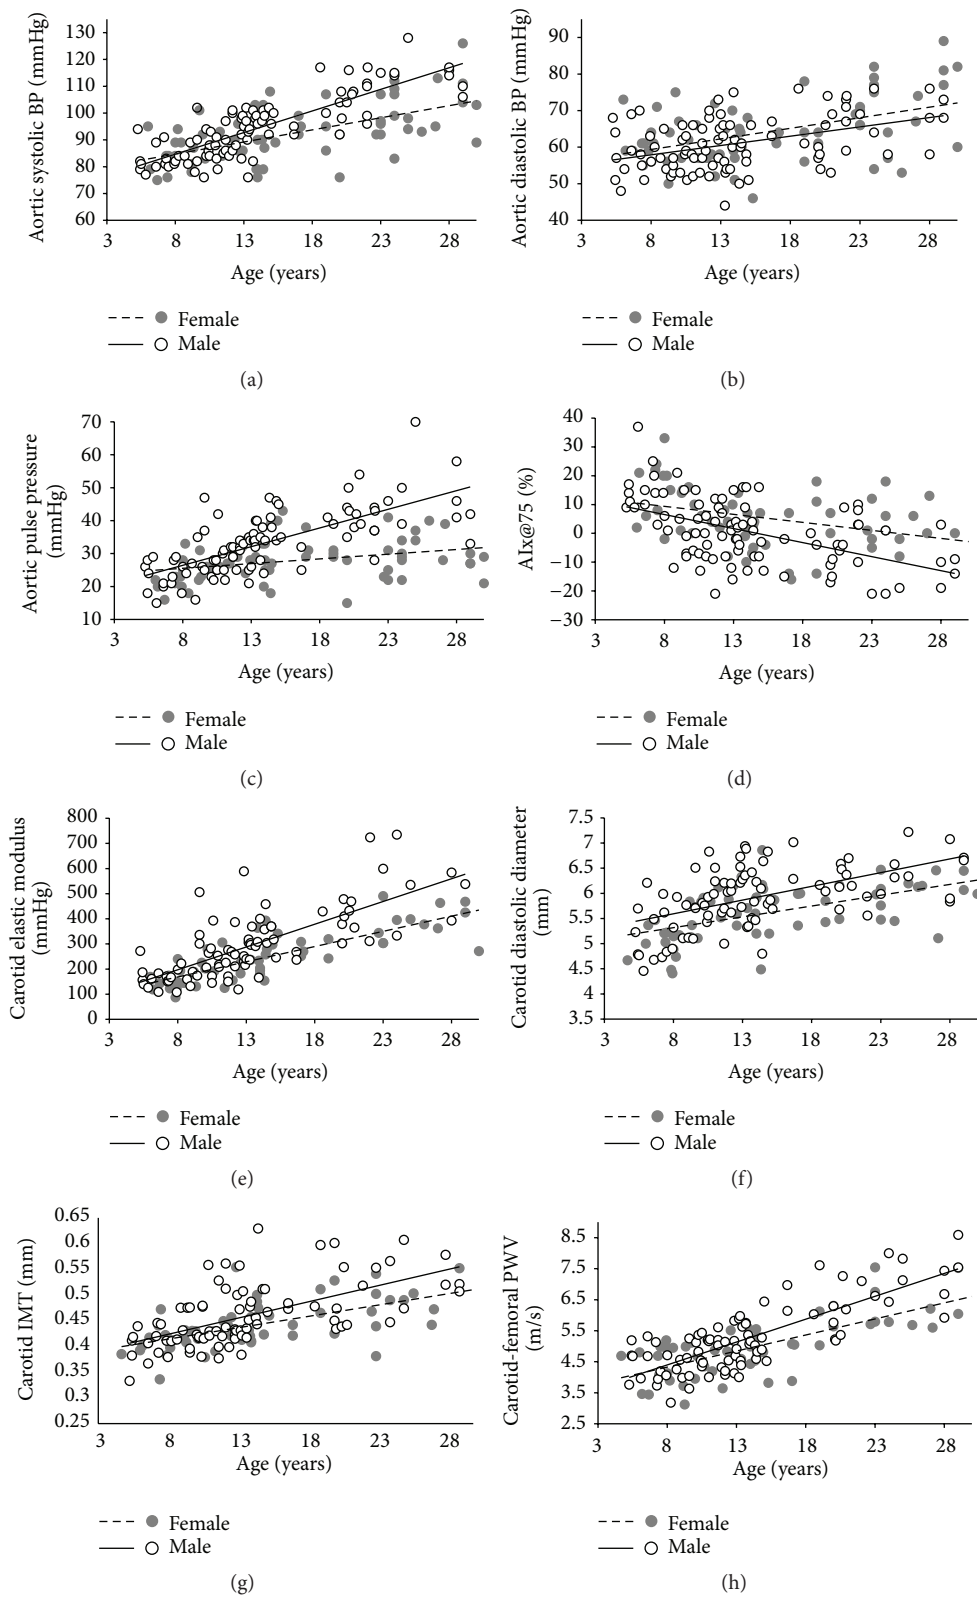 Aortic systolic BP (mmHg)
130
120
110
100
90
80
70
60
3 8 13 18 23 28
Age (years)
Female
Male
(a)
Aortic diastolic BP (mmHg)
90
80
70
60
50
40
3 8 13 18 23 28
Age (years)
Female
Male
(b)
Aortic pulse pressure
(mmHg)
70
60
50
40
30
20
10
3 8 13 18 23 28
Age (years)
Female
Male
(c)
AIx@75 (%)
40
30
20
10
0
−10
−20
−30
3 8 13 18 23 28
Age (years)
Female
Male
(d)
Carotid elastic modulus
(mmHg)
800
700
600
500
400
300
200
100
0
3 8 13 18 23 28
Age (years)
Female
Male
(e)
Carotid diastolic diameter
(mm)
7.5
7
6.5
6
5.5
5
4.5
4
3.5
3 8 13 18 23 28
Age (years)
Female
Male
(f)
Carotid IMT (mm)
0.65
0.6
0.55
0.5
0.45
0.4
0.35
0.3
0.25
3 8 13 18 23 28
Age (years)
Female
Male
(g)
Carotid-femoral PWV
(m/s)
8.5
7.5
6.5
5.5
4.5
3.5
2.5
3 8 13 18 23 28
Age (years)
Female
Male
(h)